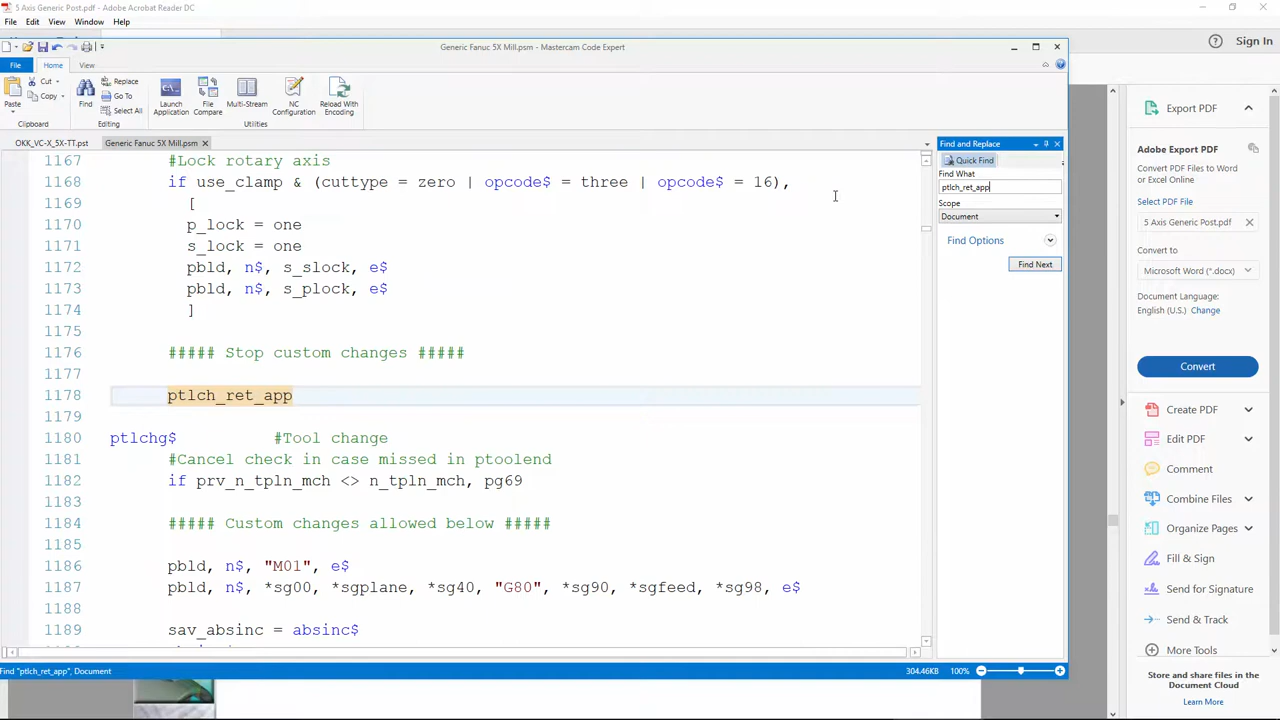 5 Axis Generic Post.pdf - Adobe Acrobat Reader DC
File Edit View Window Help
Sign In
Generic Fanuc 5X Mill.psm - Mastercam Code Expert
File Home View
Paste
Cut
Copy
Clipboard
Find
Replace
Go To
Select All
Editing
Launch Application
File Compare
Multi-Stream
NC Configuration
Reload With Encoding
Utilities
OKK_VC-X_5X-TT.pst Generic Fanuc 5X Mill.psm
1167 #Lock rotary axis
1168 if use_clamp & (cuttype = zero | opcode$ = three | opcode$ = 16),
1169 [
1170 p_lock = one
1171 s_lock = one
1172 pbld, n$, s_slock, e$
1173 pbld, n$, s_plock, e$
1174 ]
1175
1176 ##### Stop custom changes #####
1177
1178 ptlch_ret_app
1179
1180 ptlchg$ #Tool change
1181 #Cancel check in case missed in ptoolend
1182 if prv_n_tpln_mch <> n_tpln_mch, pg69
1183
1184 ##### Custom changes allowed below #####
1185
1186 pbld, n$, "M01", e$
1187 pbld, n$, *sg00, *sgplane, *sg40, "G80", *sg90, *sgfeed, *sg98, e$
1188
1189 sav_absinc = absinc$
Find "ptlch_ret_app", Document
304.46KB 100%
Find and Replace
Quick Find
Find What
ptlch_ret_app
Scope
Document
Find Options
Find Next
Export PDF
Adobe Export PDF
Convert PDF Files to Word
or Excel Online
Select PDF File
5 Axis Generic Post.pdf
Convert to
Microsoft Word (*.docx)
Document Language:
English (U.S.) Change
Convert
Create PDF
Edit PDF
Comment
Combine Files
Organize Pages
Fill & Sign
Send for Signature
Send & Track
More Tools
Store and share files in the
Document Cloud
Learn More